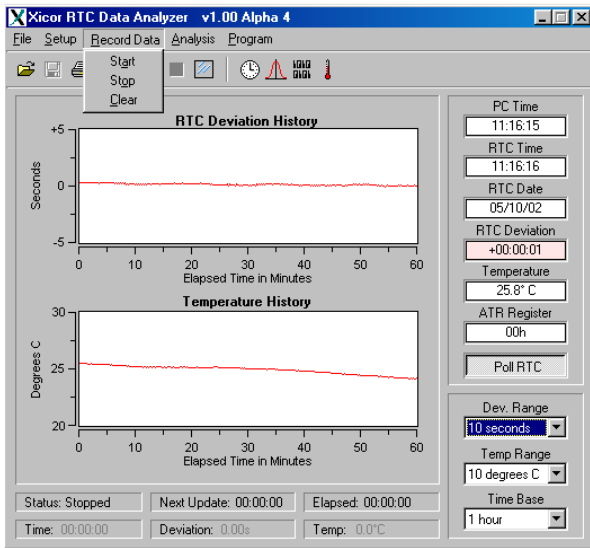 Xicor RTC Data Analyzer v1.00 Alpha 4
File Setup Record Data Analysis Program
Start
Stop
Clear
RTC Deviation History
+5
0
-5
Seconds
0 10 20 30 40 50 60
Elapsed Time in Minutes
Temperature History
30
25
20
Degrees C
0 10 20 30 40 50 60
Elapsed Time in Minutes
PC Time
11:16:15
RTC Time
11:16:16
RTC Date
05/10/02
RTC Deviation
+00:00:01
Temperature
25.8° C
ATR Register
00h
Poll RTC
Dev. Range
10 seconds
Temp Range
10 degrees C
Time Base
1 hour
Status: Stopped Next Update: 00:00:00 Elapsed: 00:00:00
Time: 00:00:00 Deviation: 0.00s Temp: 0.0°C